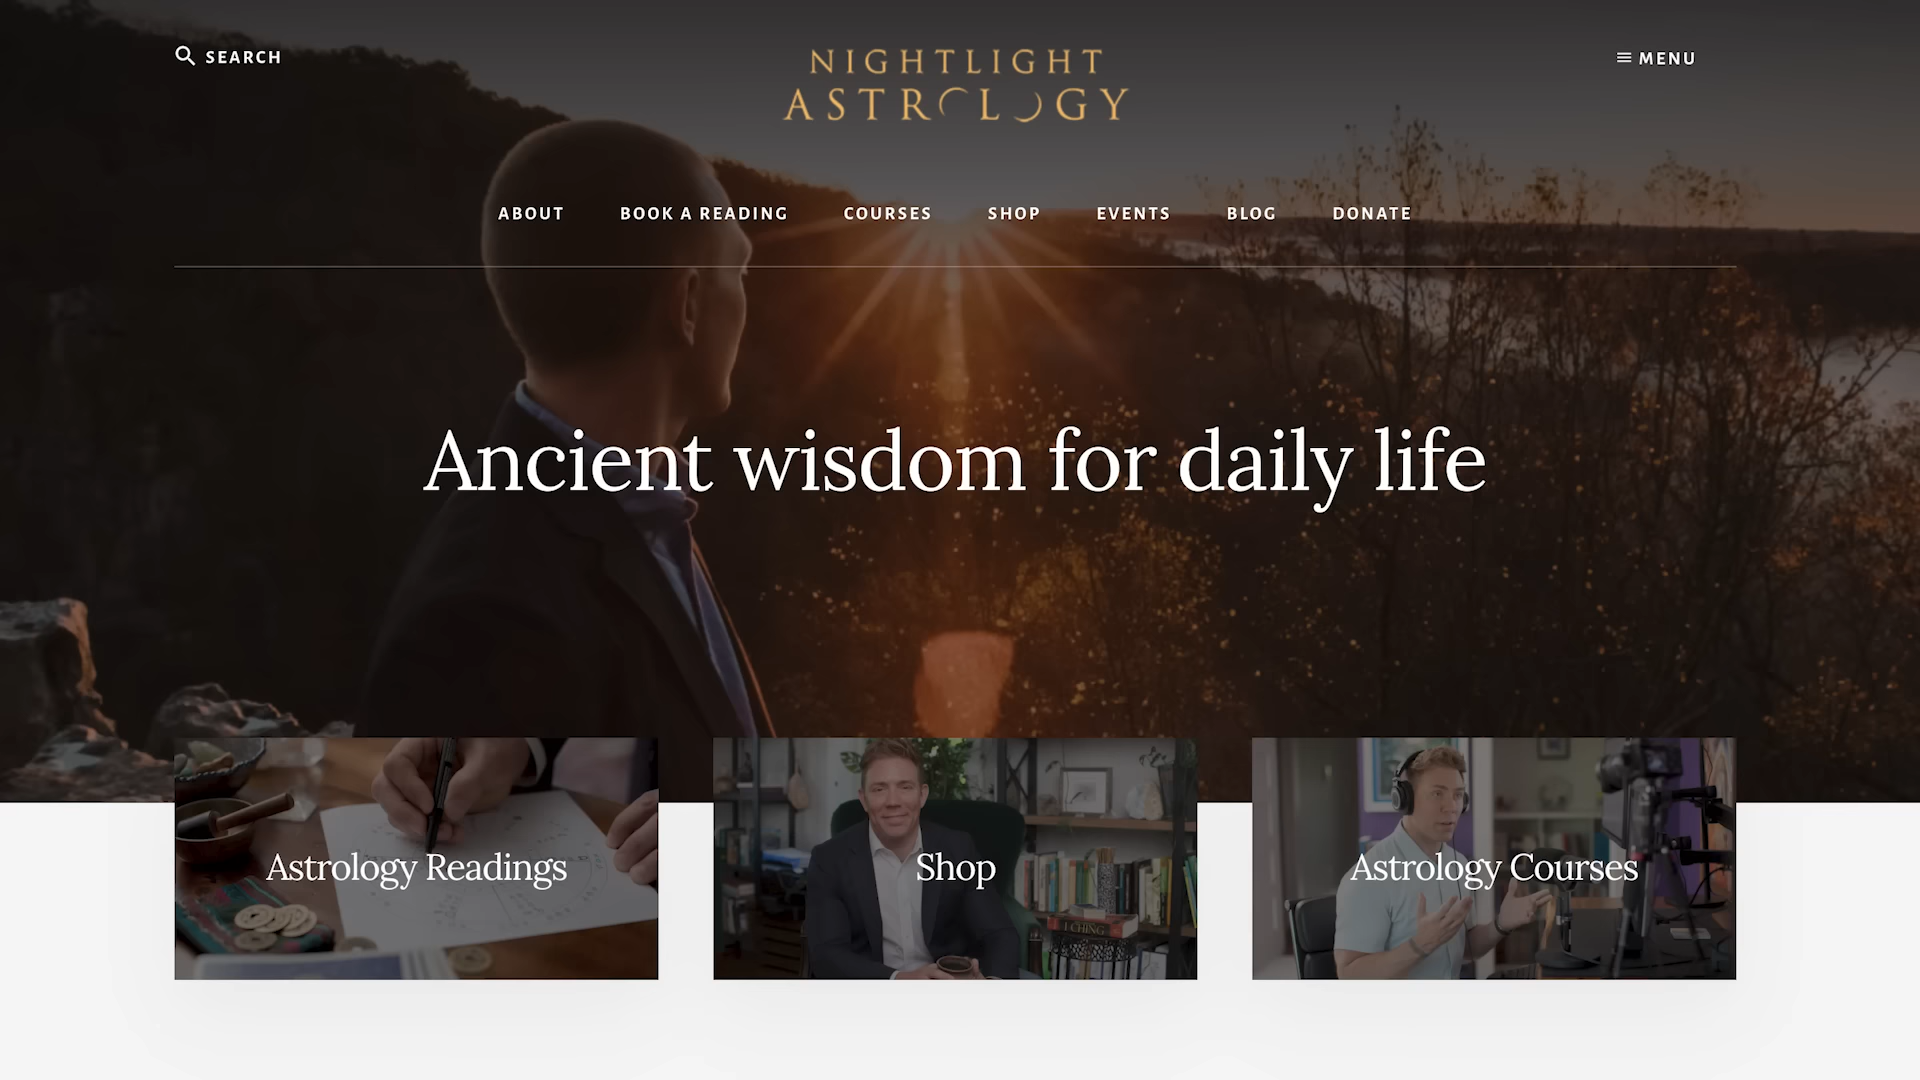 SEARCH
NIGHTLIGHT
ASTROLOGY
MENU
ABOUT BOOK A READING COURSES SHOP EVENTS BLOG DONATE
Ancient wisdom for daily life
Astrology Readings
Shop
Astrology Courses
I CHING